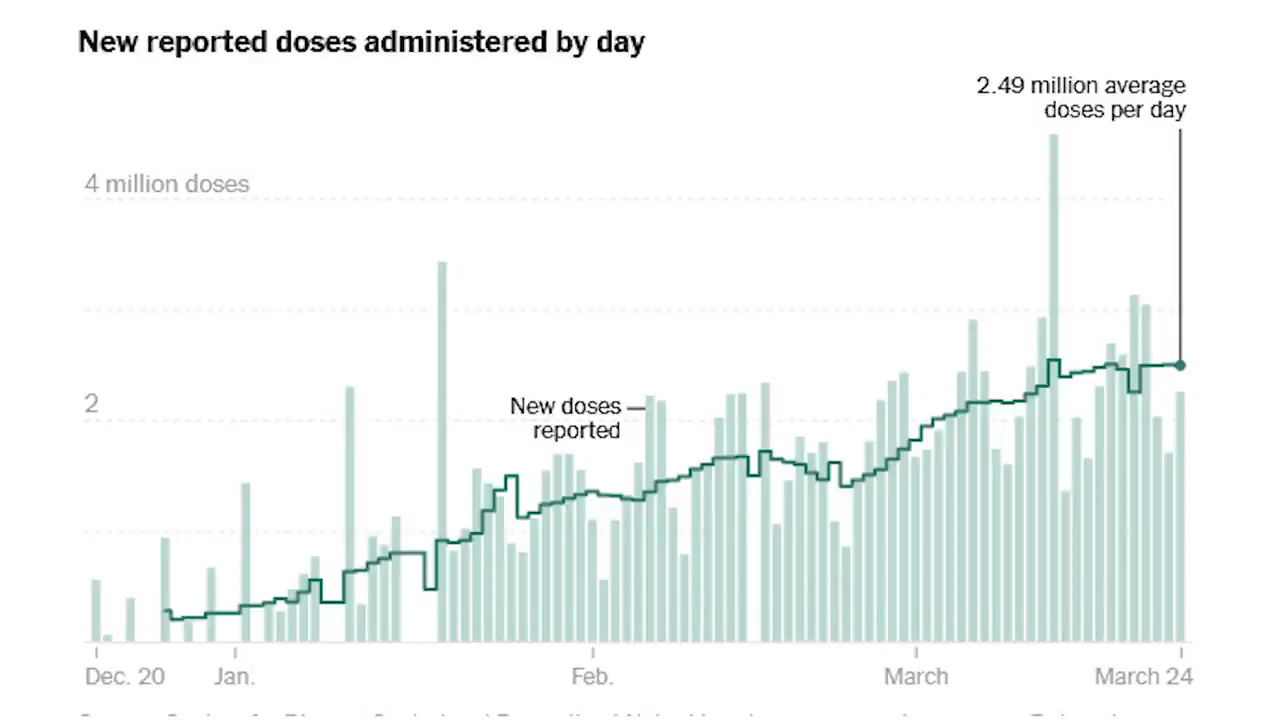 New reported doses administered by day
2.49 million average
doses per day
4 million doses
2
New doses
reported
Dec. 20
Jan.
Feb.
March
March 24